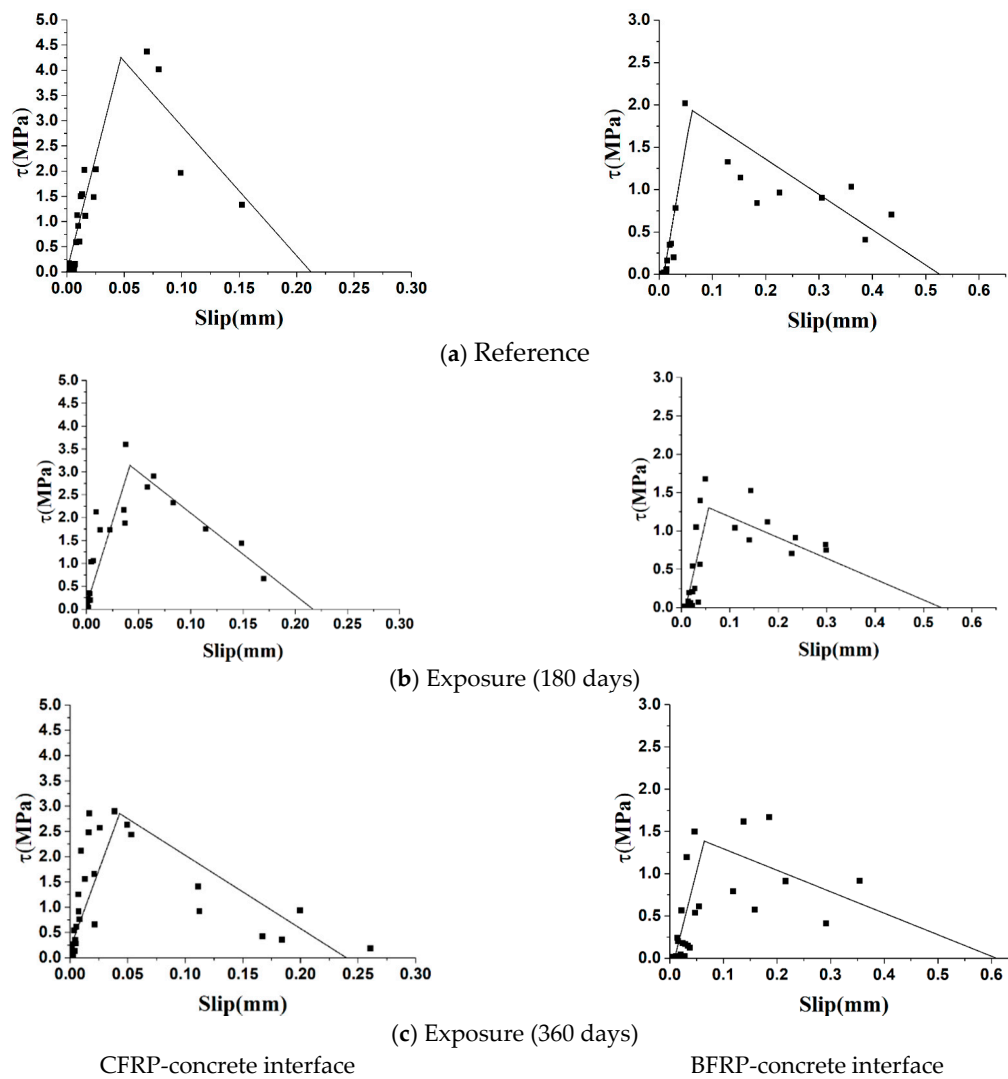 5.0
4.5
4.0
3.5
3.0
2.5
2.0
1.5
1.0
0.5
0.0
τ(MPa)
0.00 0.05 0.10 0.15 0.20 0.25 0.30
Slip(mm)
3.0
2.5
2.0
1.5
1.0
0.5
0.0
τ(MPa)
0.0 0.1 0.2 0.3 0.4 0.5 0.6
Slip(mm)
(a) Reference
5.0
4.5
4.0
3.5
3.0
2.5
2.0
1.5
1.0
0.5
0.0
τ(MPa)
0.00 0.05 0.10 0.15 0.20 0.25 0.30
Slip(mm)
3.0
2.5
2.0
1.5
1.0
0.5
0.0
τ(MPa)
0.0 0.1 0.2 0.3 0.4 0.5 0.6
Slip(mm)
(b) Exposure (180 days)
5.0
4.5
4.0
3.5
3.0
2.5
2.0
1.5
1.0
0.5
0.0
τ(MPa)
0.00 0.05 0.10 0.15 0.20 0.25 0.30
Slip(mm)
3.0
2.5
2.0
1.5
1.0
0.5
0.0
τ(MPa)
0.0 0.1 0.2 0.3 0.4 0.5 0.6
Slip(mm)
(c) Exposure (360 days)
CFRP-concrete interface BFRP-concrete interface